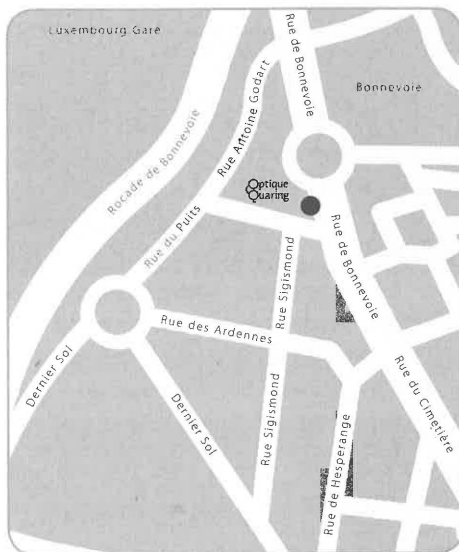 Luxembourg Gare
Rue de Bonnevoie
Rue Antoine Godart
Bonnevoie
Rocade de Bonnevoie
Optique
Quaring
Rue du Puits
Rue de Bonnevoie
Rue Sigismond
Rue des Ardennes
Dernier Sol
Dernier Sol
Rue Sigismond
Rue du Cimetière
Rue de Hesperange